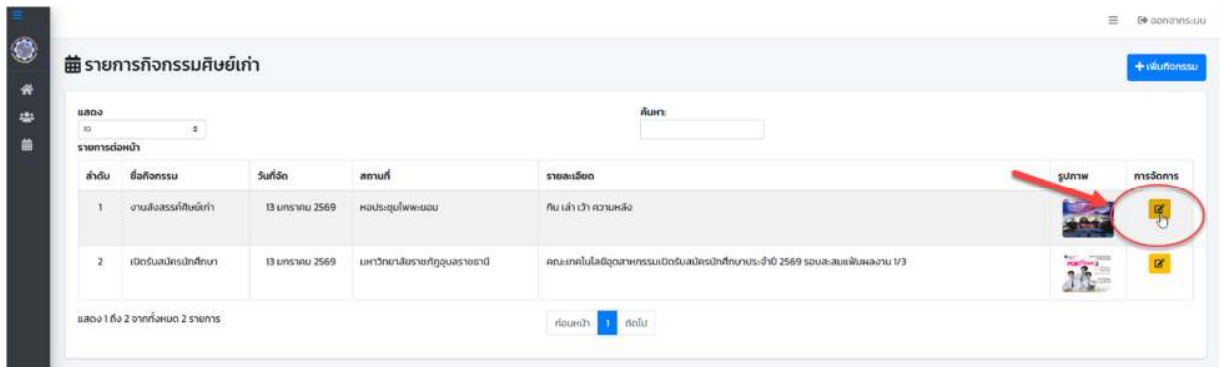 ออกจากระบบ
รายการกิจกรรมศิษย์เก่า
+ เพิ่มกิจกรรม
แสดง
10
รายการต่อหน้า
ค้นหา:
ลำดับ ชื่อกิจกรรม วันที่จัด สถานที่ รายละเอียด รูปภาพ การจัดการ
1 งานสังสรรค์ศิษย์เก่า 13 มกราคม 2569 หอประชุมไพพะยอม กิน เล่า เว้า ความหลัง
2 เปิดรับสมัครนักศึกษา 13 มกราคม 2569 มหาวิทยาลัยราชภัฏอุบลราชธานี คณะเทคโนโลยีอุตสาหกรรมเปิดรับสมัครนักศึกษาประจำปี 2569 รอบสะสมแฟ้มผลงาน 1/3
แสดง 1 ถึง 2 จากทั้งหมด 2 รายการ
ก่อนหน้า 1 ถัดไป